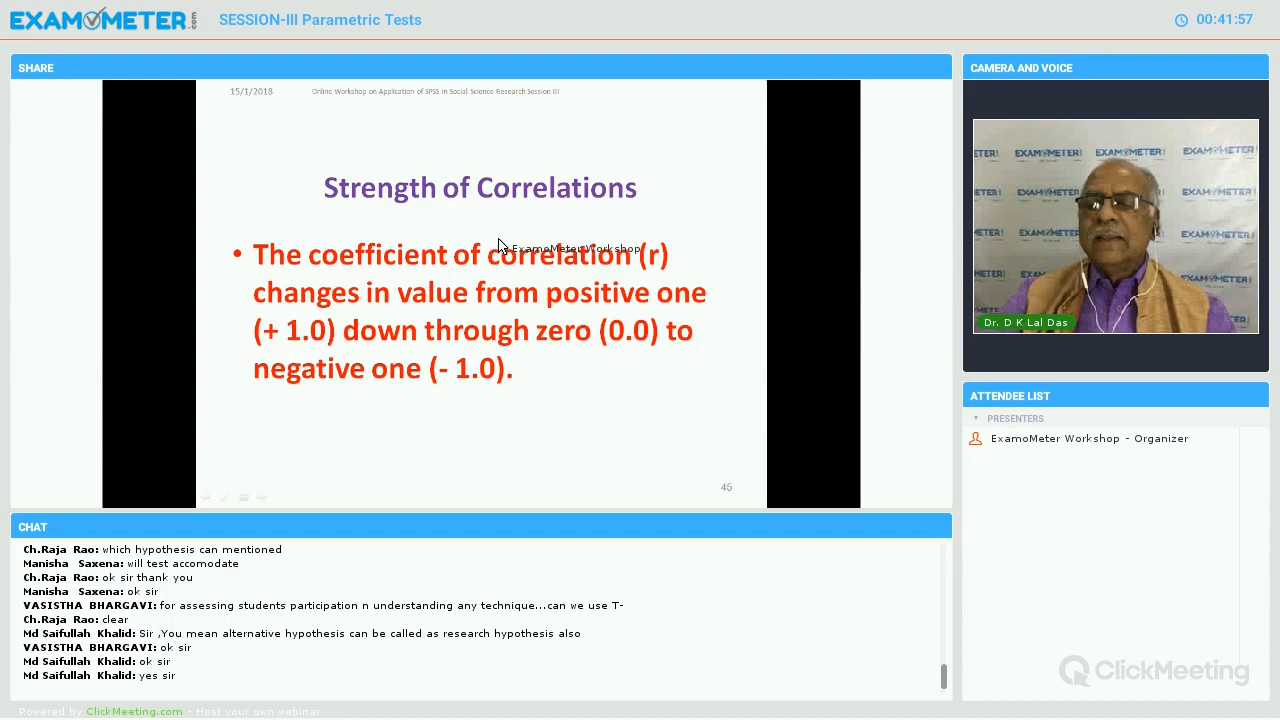 EXAMOMETER.com
SESSION-III Parametric Tests
00:41:57
SHARE
15/1/2018
Online Workshop on Application of SPSS in Social Science Research Session III
Strength of Correlations
ExamoMeter Workshop
• The coefficient of correlation (r)
changes in value from positive one
(+ 1.0) down through zero (0.0) to
negative one (- 1.0).
45
CAMERA AND VOICE
ETER!
EXAMOMETER!
EXAMOMETER!
EXAMOMETER!
Dr. D K Lal Das
ATTENDEE LIST
PRESENTERS
ExamoMeter Workshop - Organizer
CHAT
Ch.Raja Rao: which hypothesis can mentioned
Manisha Saxena: will test accomodate
Ch.Raja Rao: ok sir thank you
Manisha Saxena: ok sir
VASISTHA BHARGAVI: for assessing students participation n understanding any technique...can we use T-
Ch.Raja Rao: clear
Md Saifullah Khalid: Sir ,You mean alternative hypothesis can be called as research hypothesis also
VASISTHA BHARGAVI: ok sir
Md Saifullah Khalid: ok sir
Md Saifullah Khalid: yes sir
ClickMeeting
Powered by ClickMeeting.com - Host your own webinar